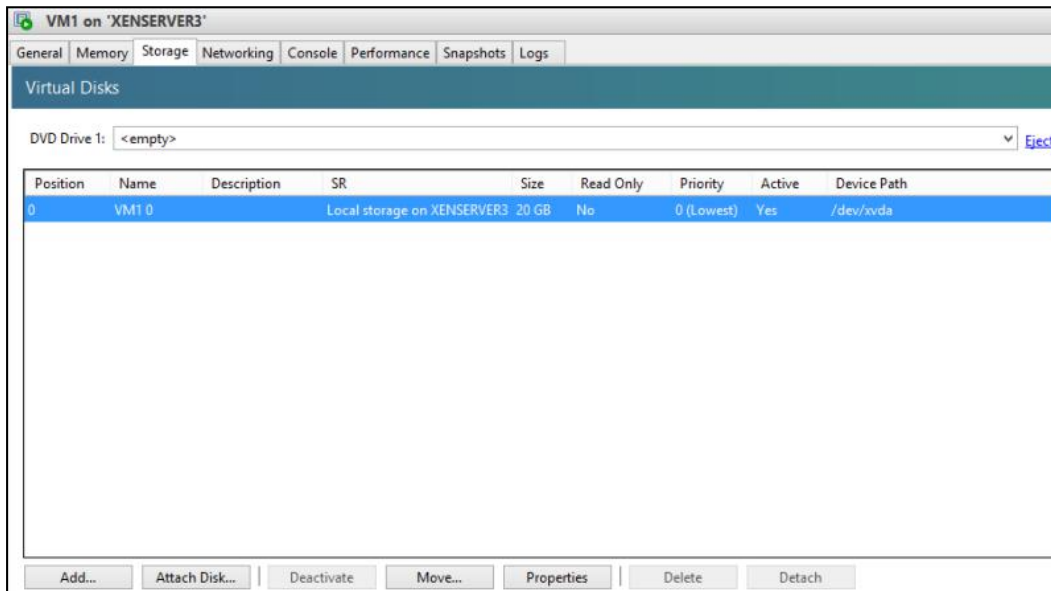 VM1 on 'XENSERVER3'
General Memory Storage Networking Console Performance Snapshots Logs
Virtual Disks
DVD Drive 1: <empty> Eject
Position Name Description SR Size Read Only Priority Active Device Path
0 VM1 0 Local storage on XENSERVER3 20 GB No 0 (Lowest) Yes /dev/xvda
Add... Attach Disk... Deactivate Move... Properties Delete Detach